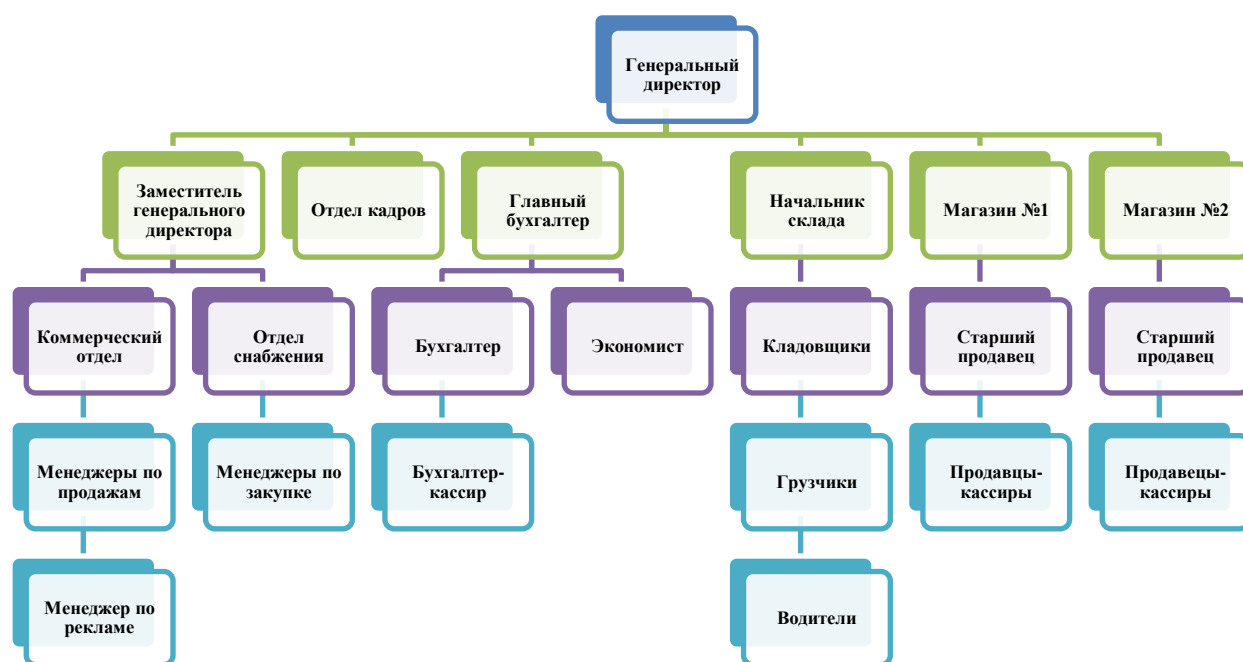 Генеральный
директор
Заместитель
генерального
директора
Отдел кадров
Главный
бухгалтер
Начальник
склада
Магазин №1
Магазин №2
Коммерческий
отдел
Отдел
снабжения
Бухгалтер
Экономист
Кладовщики
Старший
продавец
Старший
продавец
Менеджеры по
продажам
Менеджеры по
закупке
Бухгалтер-
кассир
Грузчики
Продавцы-
кассиры
Продавецы-
кассиры
Менеджер по
рекламе
Водители